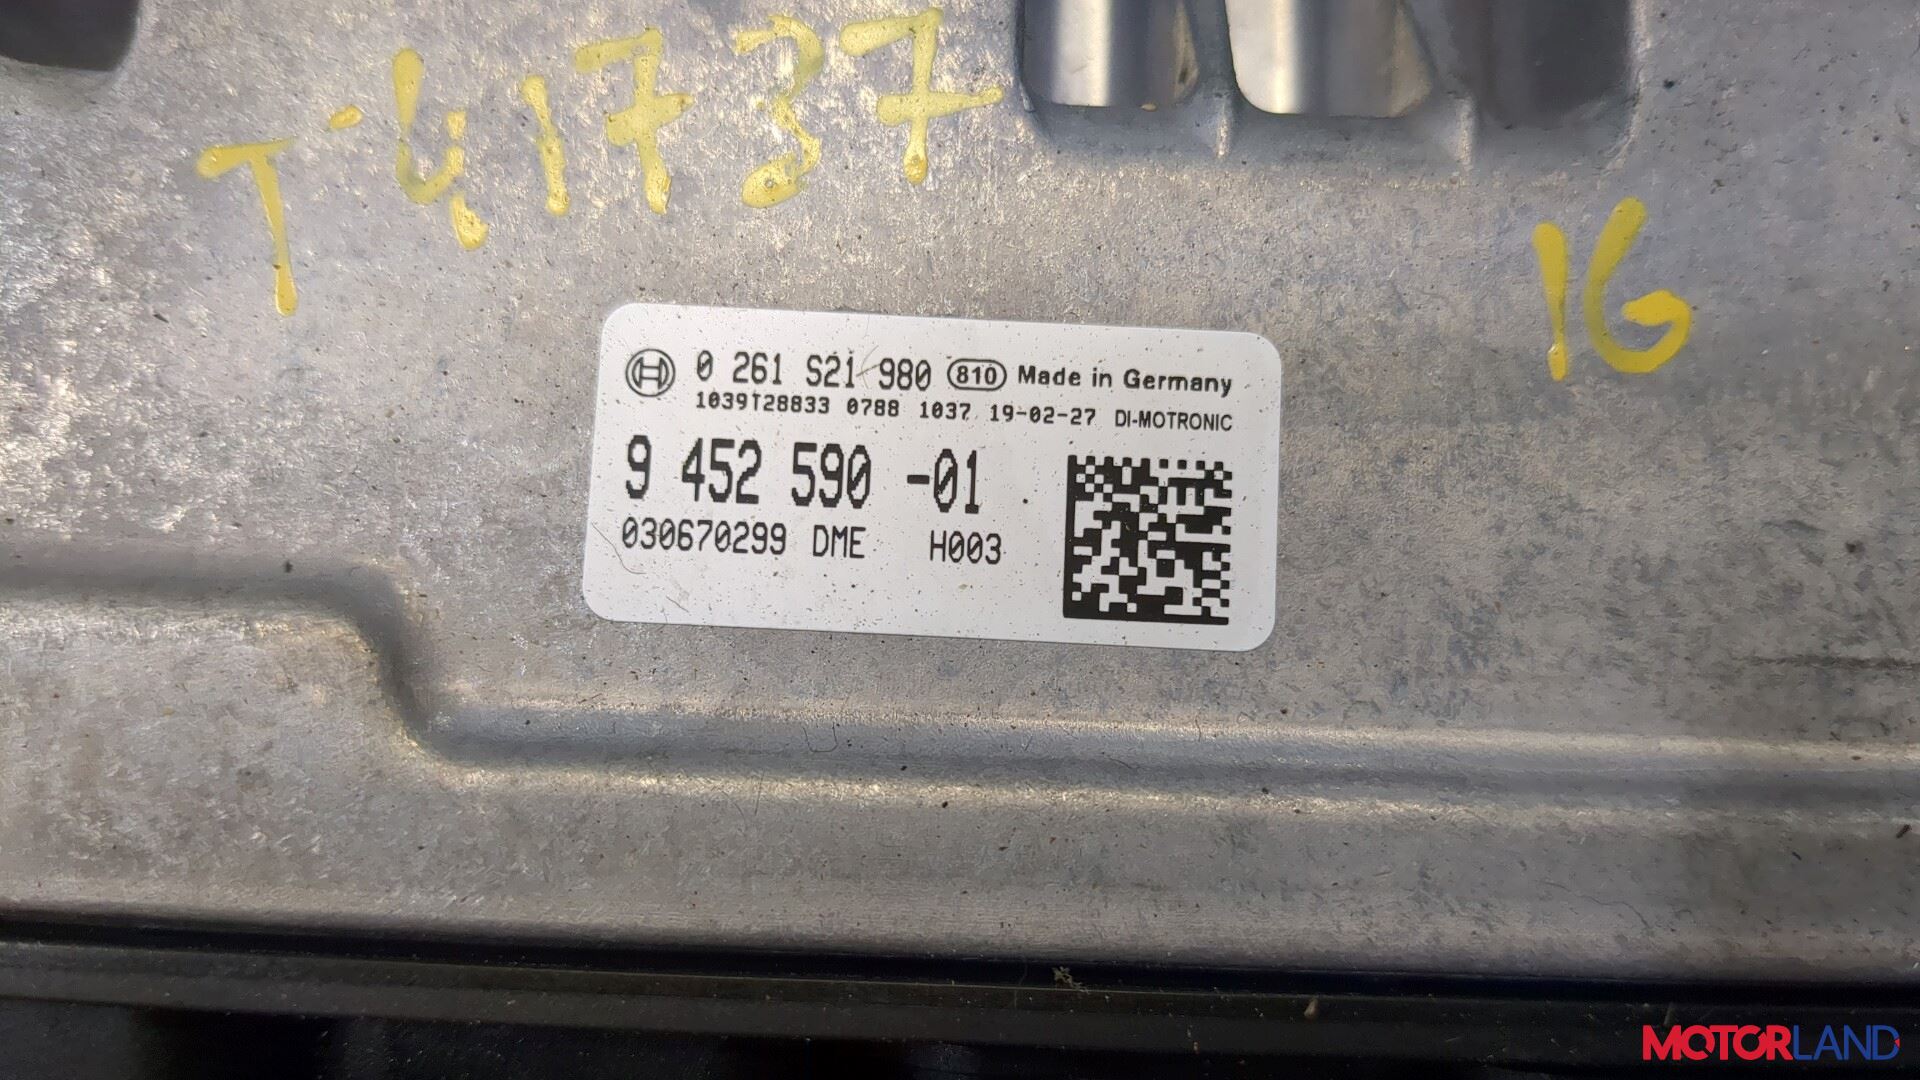 T-41737
16
0 261 S21 980 810 Made in Germany
1039T28833 0788 1037 19-02-27 DI-MOTRONIC
9 452 590 -01
030670299 DME H003
MOTORLAND